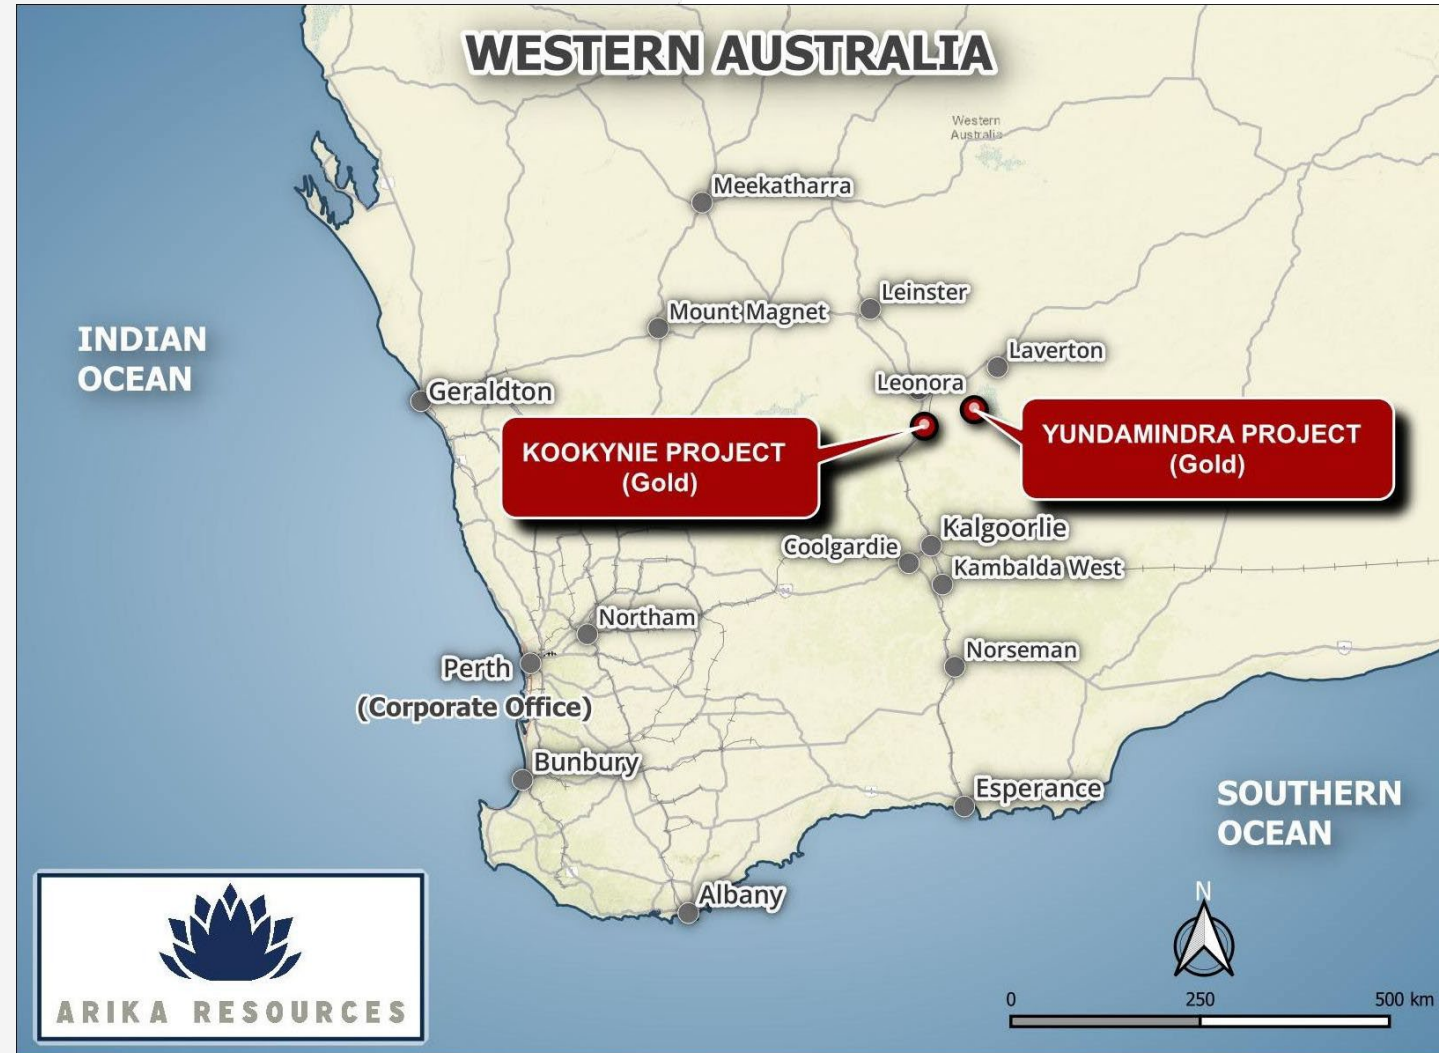 WESTERN AUSTRALIA
Western
Australia
Meekatharra
Leinster
Mount Magnet
INDIAN
OCEAN
Laverton
Leonora
Geraldton
KOOKYNIE PROJECT
(Gold)
YUNDAMINDRA PROJECT
(Gold)
Kalgoorlie
Coolgardie
Kambalda West
Northam
Norseman
Perth
(Corporate Office)
Bunbury
Esperance
SOUTHERN
OCEAN
Albany
N
0 250 500 km
ARIKA RESOURCES